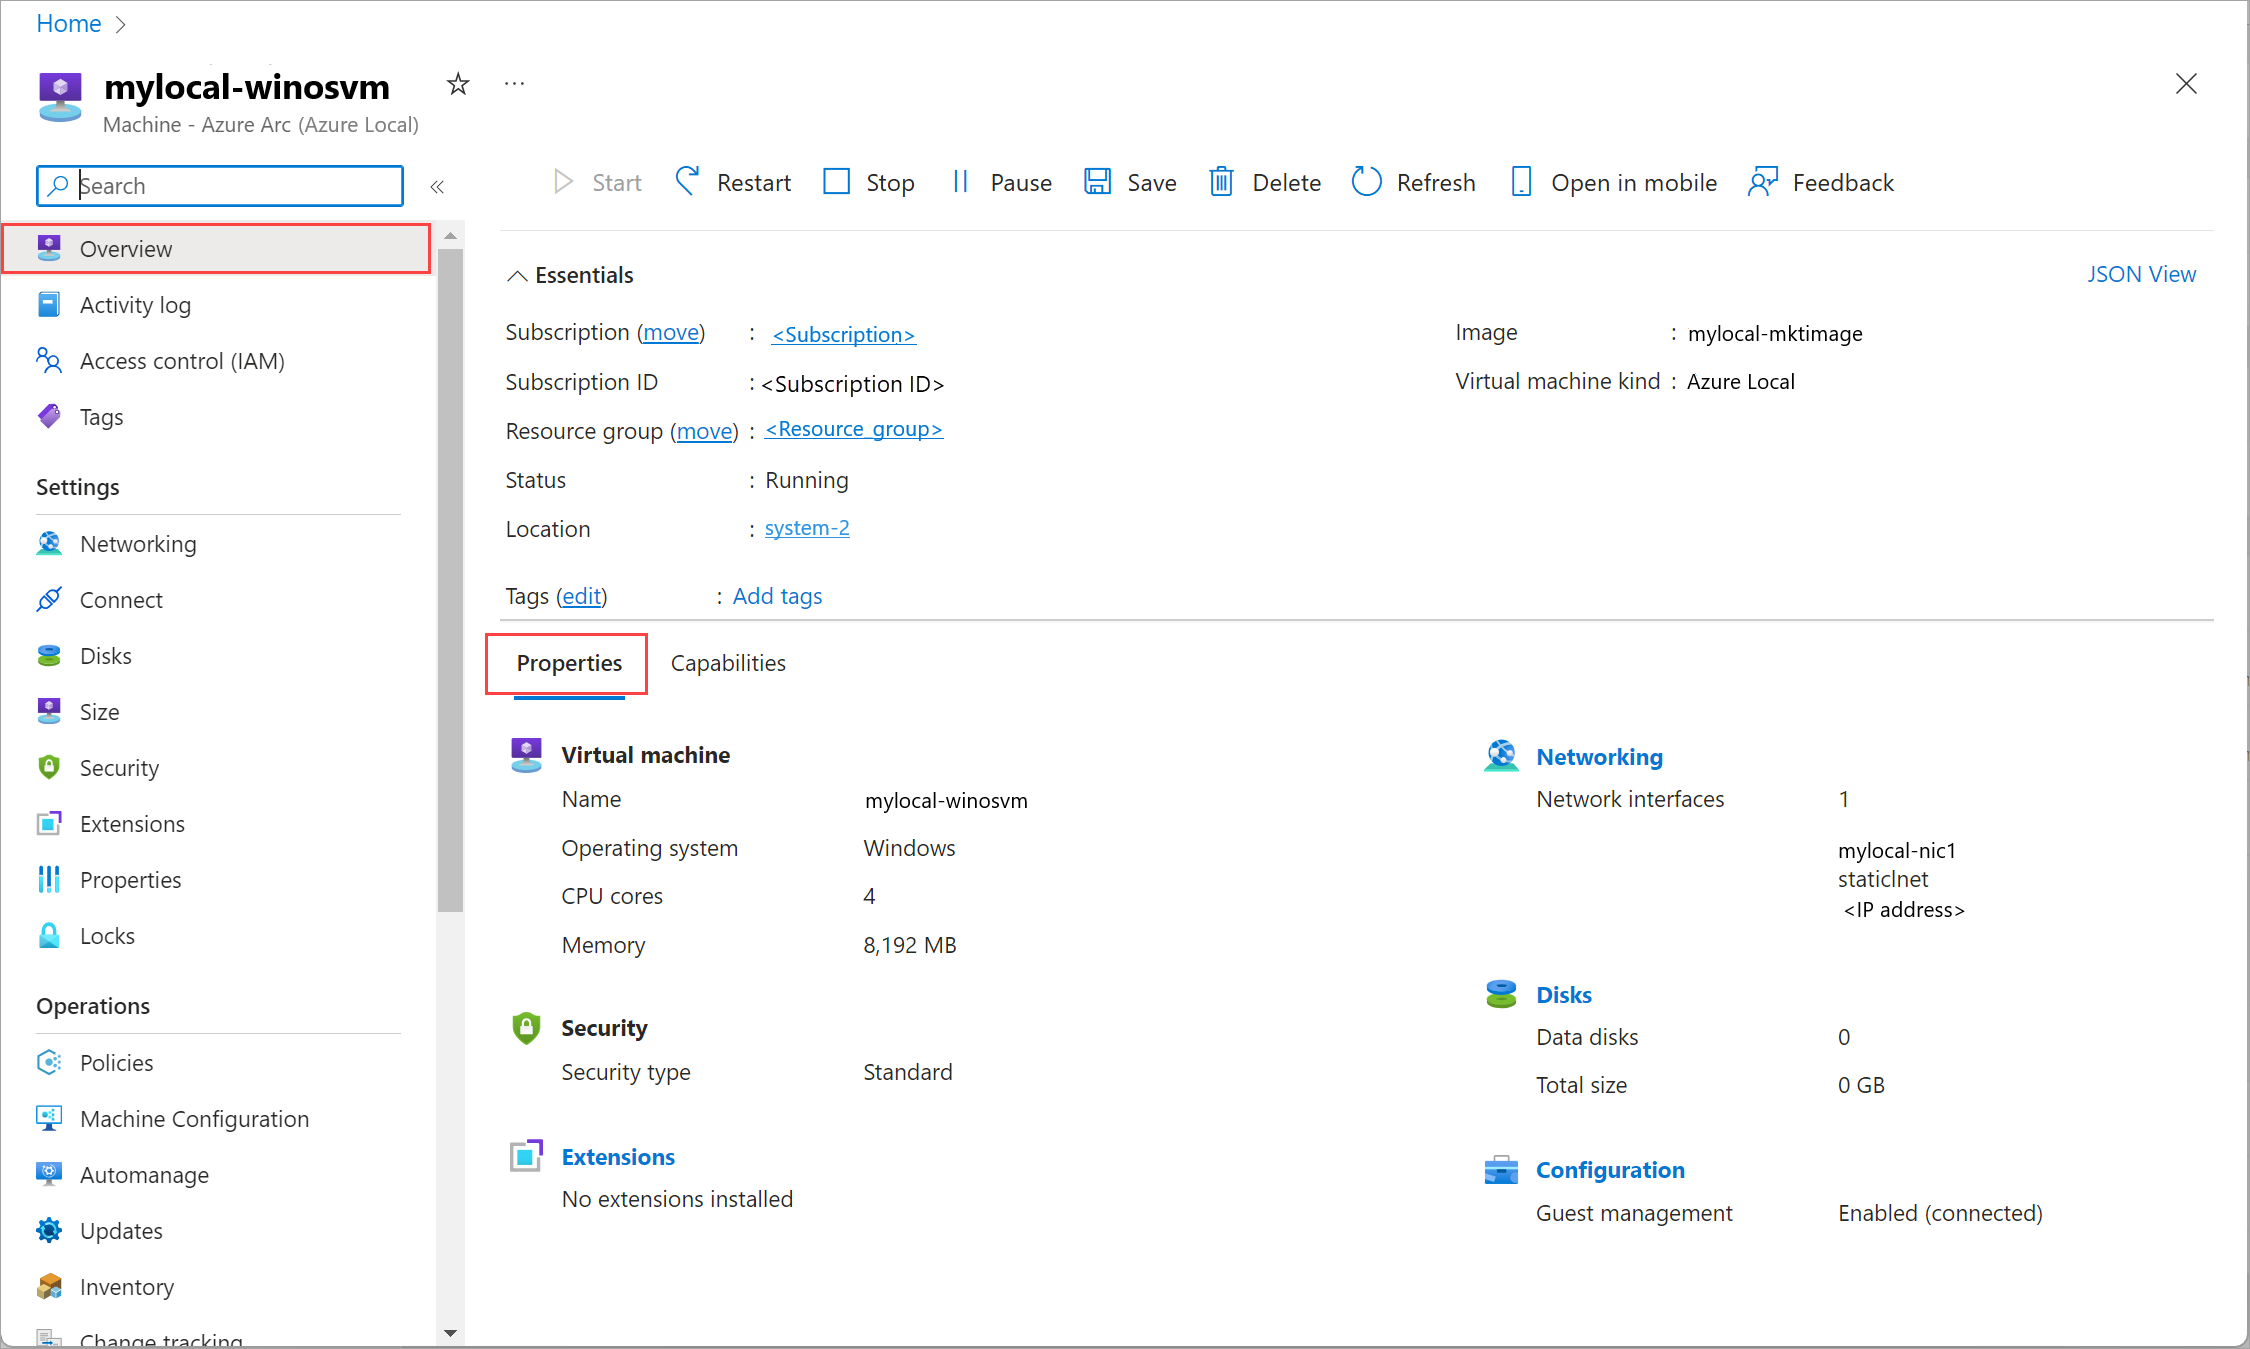 Home
mylocal-winosvm
Machine - Azure Arc (Azure Local)
Search
Start Restart Stop Pause Save Delete Refresh Open in mobile Feedback
Overview
Activity log
Access control (IAM)
Tags
Settings
Networking
Connect
Disks
Size
Security
Extensions
Properties
Locks
Operations
Policies
Machine Configuration
Automanage
Updates
Inventory
Change tracking
Essentials
JSON View
Subscription (move) : <Subscription>
Subscription ID : <Subscription ID>
Resource group (move) : <Resource_group>
Status : Running
Location : system-2
Image : mylocal-mktimage
Virtual machine kind : Azure Local
Tags (edit) : Add tags
Properties Capabilities
Virtual machine
Name mylocal-winosvm
Operating system Windows
CPU cores 4
Memory 8,192 MB
Security
Security type Standard
Extensions
No extensions installed
Networking
Network interfaces 1
mylocal-nic1
staticlnet
<IP address>
Disks
Data disks 0
Total size 0 GB
Configuration
Guest management Enabled (connected)